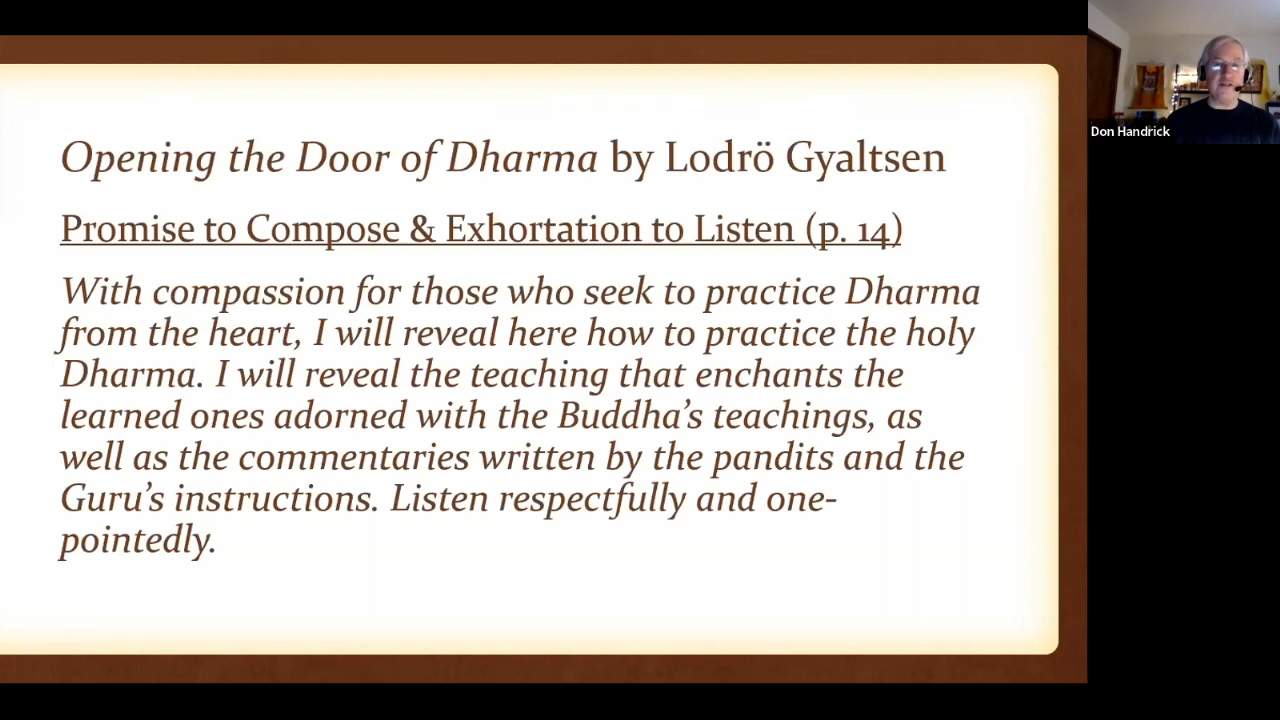 Opening the Door of Dharma by Lodrö Gyaltsen
Promise to Compose & Exhortation to Listen (p. 14)
With compassion for those who seek to practice Dharma
from the heart, I will reveal here how to practice the holy
Dharma. I will reveal the teaching that enchants the
learned ones adorned with the Buddha’s teachings, as
well as the commentaries written by the pandits and the
Guru’s instructions. Listen respectfully and one-
pointedly.
Don Handrick